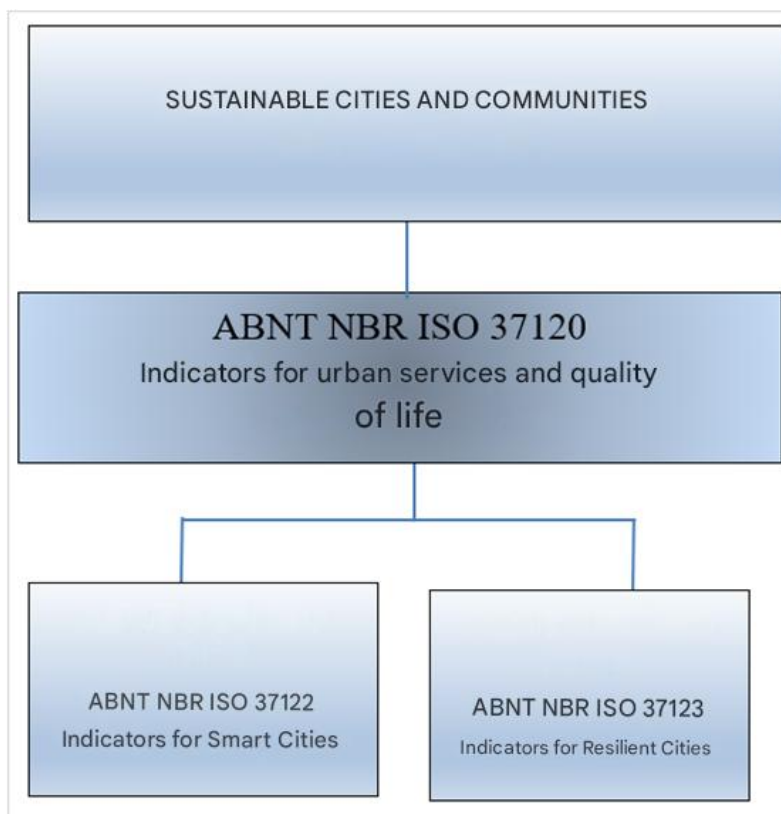 SUSTAINABLE CITIES AND COMMUNITIES
ABNT NBR ISO 37120
Indicators for urban services and quality
of life
ABNT NBR ISO 37122
Indicators for Smart Cities
ABNT NBR ISO 37123
Indicators for Resilient Cities